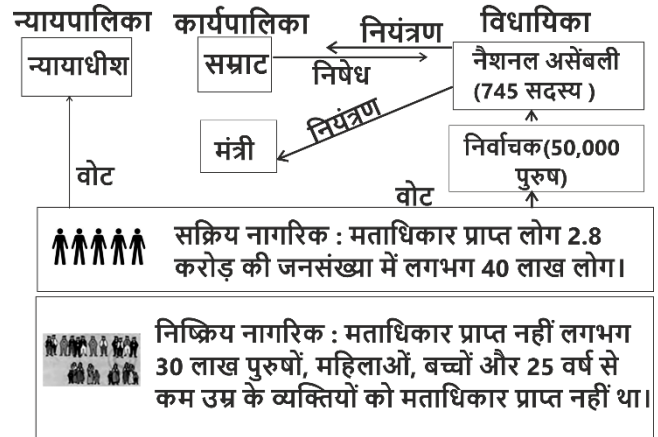 न्यायपालिका कार्यपालिका विधायिका
न्यायाधीश
सम्राट
नियंत्रण
निषेध
नैशनल असेंबली
(745 सदस्य )
मंत्री
नियंत्रण
निर्वाचक(50,000
पुरुष)
वोट
वोट
सक्रिय नागरिक : मताधिकार प्राप्त लोग 2.8
करोड़ की जनसंख्या में लगभग 40 लाख लोग।
निष्क्रिय नागरिक : मताधिकार प्राप्त नहीं लगभग
30 लाख पुरुषों, महिलाओं, बच्चों और 25 वर्ष से
कम उम्र के व्यक्तियों को मताधिकार प्राप्त नहीं था।